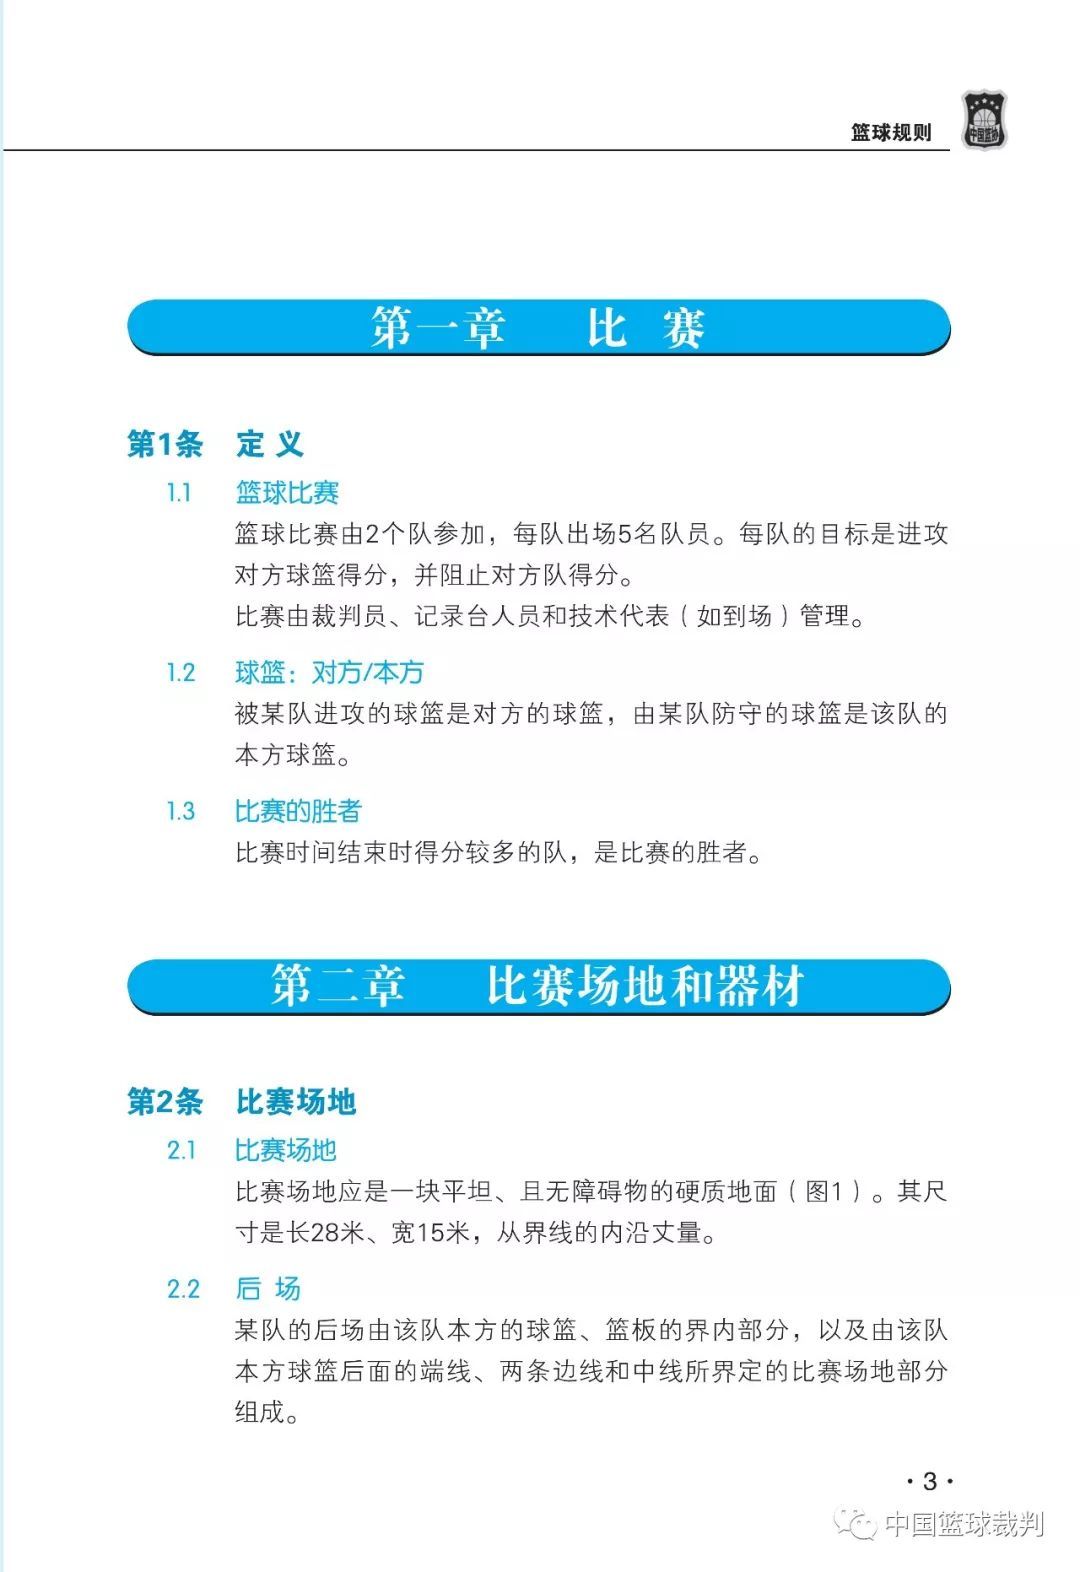 篮球规则
中国篮协
第一章 比 赛
第1条 定 义
1.1 篮球比赛
篮球比赛由2个队参加，每队出场5名队员。每队的目标是进攻
对方球篮得分，并阻止对方队得分。
比赛由裁判员、记录台人员和技术代表（如到场）管理。
1.2 球篮：对方/本方
被某队进攻的球篮是对方的球篮，由某队防守的球篮是该队的
本方球篮。
1.3 比赛的胜者
比赛时间结束时得分较多的队，是比赛的胜者。
第二章 比赛场地和器材
第2条 比赛场地
2.1 比赛场地
比赛场地应是一块平坦、且无障碍物的硬质地面（图1）。其尺
寸是长28米、宽15米，从界线的内沿丈量。
2.2 后 场
某队的后场由该队本方的球篮、篮板的界内部分，以及由该队
本方球篮后面的端线、两条边线和中线所界定的比赛场地部分
组成。
·3·
中国篮球裁判